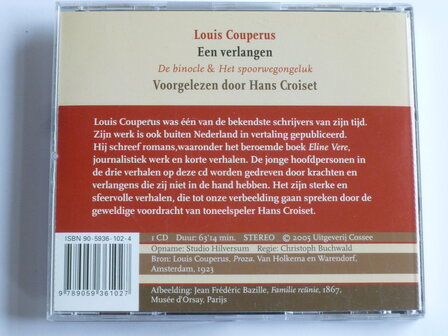 Louis Couperus
Een verlangen
De binocle & Het spoorwegongeluk
Voorgelezen door Hans Croiset
Louis Couperus was één van de bekendste schrijvers van zijn tijd.
Zijn werk is ook buiten Nederland in vertaling gepubliceerd.
Hij schreef romans,waaronder het beroemde boek Eline Vere,
journalistiek werk en korte verhalen. De jonge hoofdpersonen in
de drie verhalen op deze cd worden gedreven door krachten en
verlangens die zij niet in de hand hebben. Het zijn sterke en
sfeervolle verhalen, die tot onze verbeelding gaan spreken door de
geweldige voordracht van toneelspeler Hans Croiset.
ISBN 90-5936-102-4
9 789059 361027
1 CD Duur: 63'14 min. STEREO © 2005 Uitgeverij Cossee
Opname: Studio Hilversum Regie: Christoph Buchwald
Bron: Louis Couperus, Proza. Van Holkema en Warendorf,
Amsterdam, 1923
Afbeelding: Jean Frédéric Bazille, Familie reünie, 1867,
Musée d'Orsay, Parijs